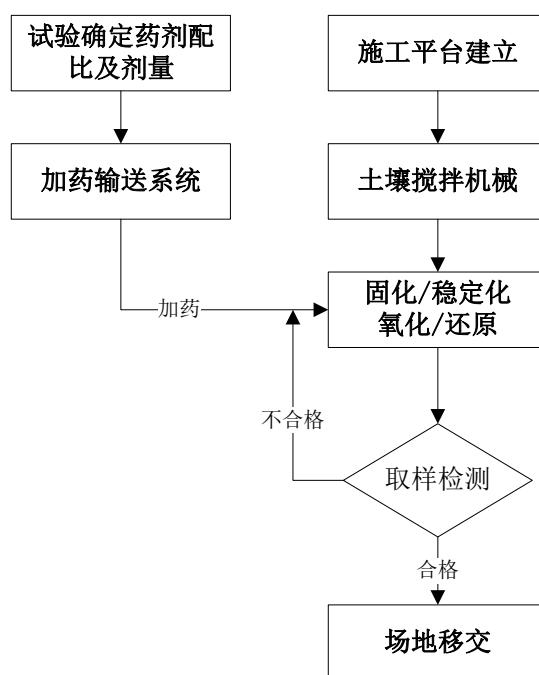 试验确定药剂配
比及剂量
施工平台建立
加药输送系统
土壤搅拌机械
加药
固化/稳定化
氧化/还原
不合格
取样检测
合格
场地移交